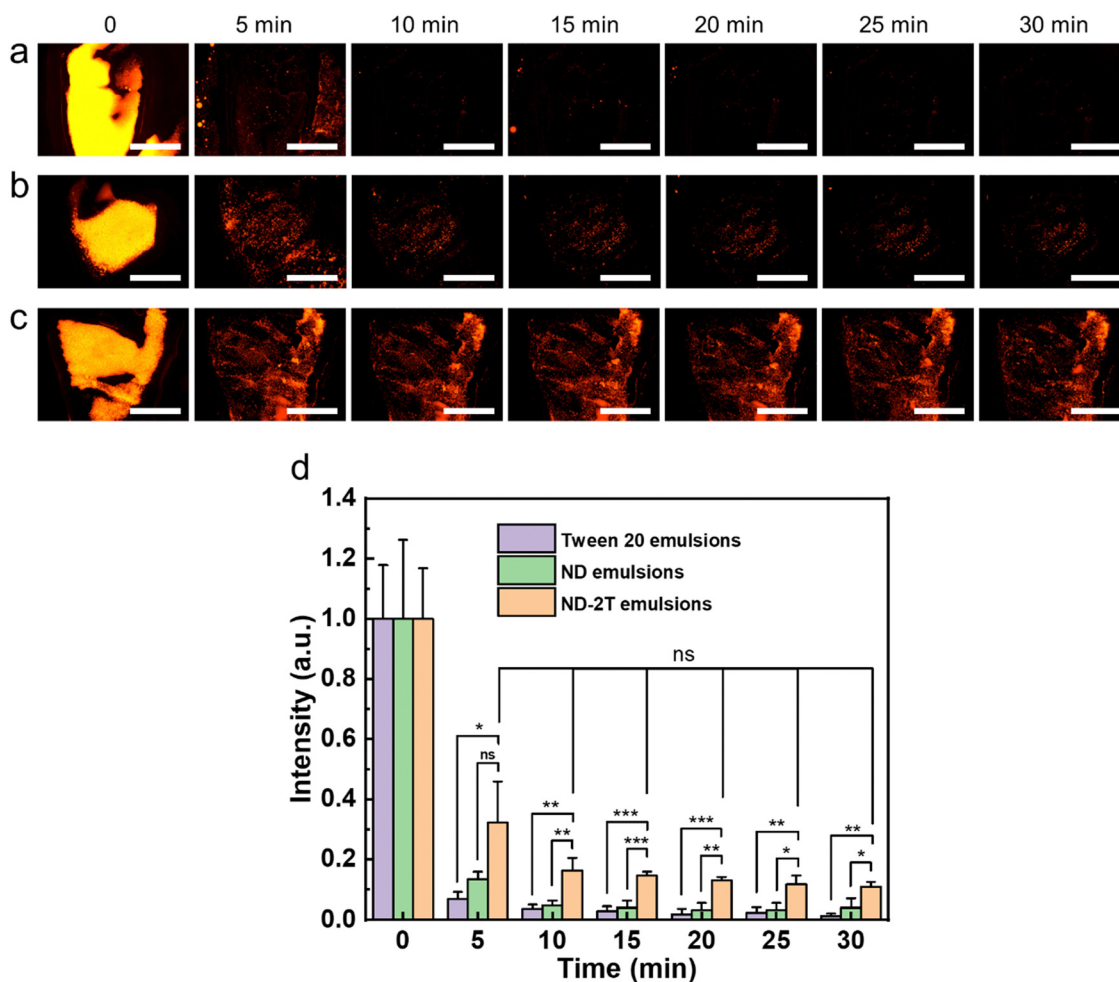 0 5 min 10 min 15 min 20 min 25 min 30 min
a
b
c
d
1.4
1.2
1.0
0.8
0.6
0.4
0.2
0.0
Intensity (a.u.)
Tween 20 emulsions
ND emulsions
ND-2T emulsions
ns
* ns
** **
*** ***
*** **
** *
** *
0 5 10 15 20 25 30
Time (min)